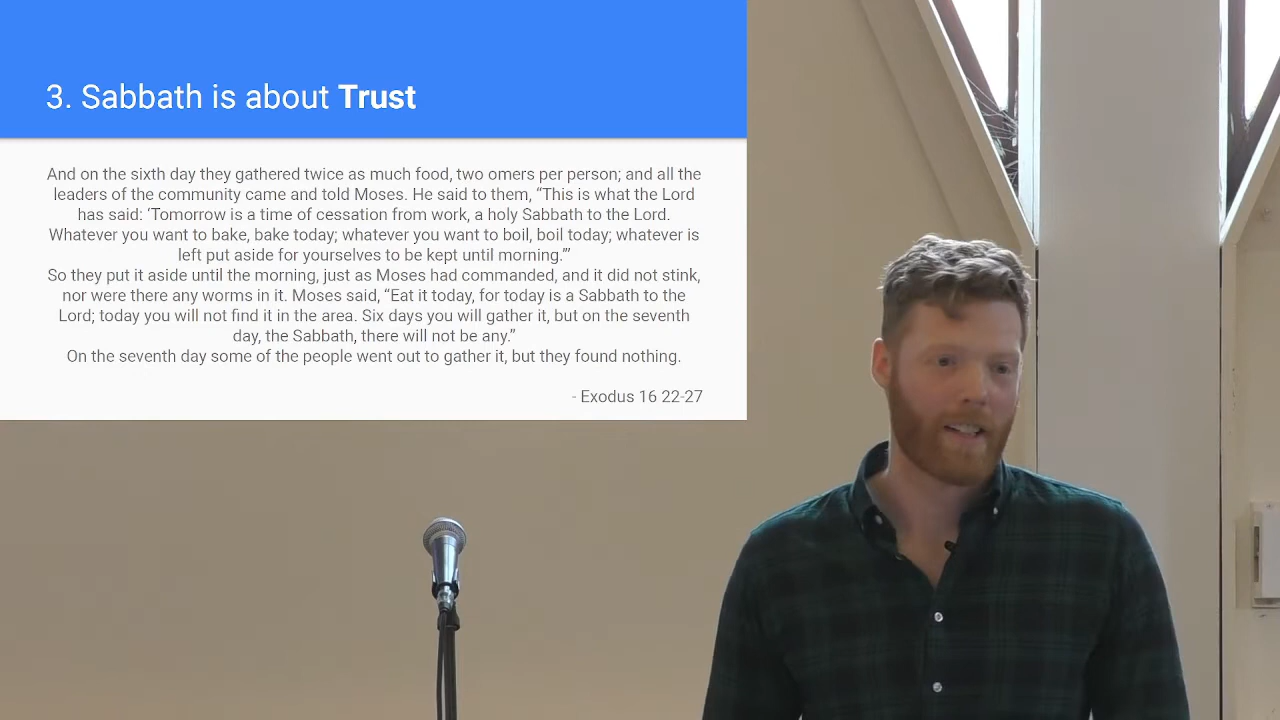 3. Sabbath is about Trust
And on the sixth day they gathered twice as much food, two omers per person; and all the
leaders of the community came and told Moses. He said to them, “This is what the Lord
has said: ‘Tomorrow is a time of cessation from work, a holy Sabbath to the Lord.
Whatever you want to bake, bake today; whatever you want to boil, boil today; whatever is
left put aside for yourselves to be kept until morning.’”
So they put it aside until the morning, just as Moses had commanded, and it did not stink,
nor were there any worms in it. Moses said, “Eat it today, for today is a Sabbath to the
Lord; today you will not find it in the area. Six days you will gather it, but on the seventh
day, the Sabbath, there will not be any.”
On the seventh day some of the people went out to gather it, but they found nothing.
- Exodus 16 22-27